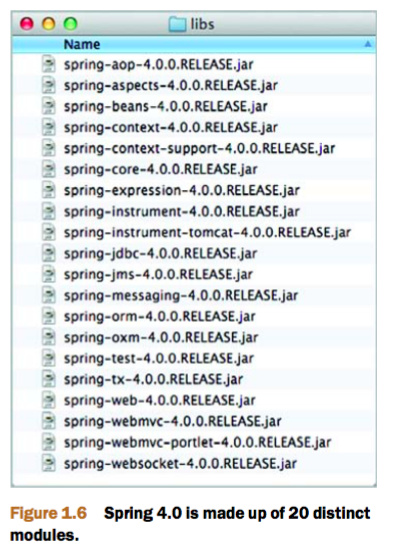 libs
Name
spring-aop-4.0.0.RELEASE.jar
spring-aspects-4.0.0.RELEASE.jar
spring-beans-4.0.0.RELEASE.jar
spring-context-4.0.0.RELEASE.jar
spring-context-support-4.0.0.RELEASE.jar
spring-core-4.0.0.RELEASE.jar
spring-expression-4.0.0.RELEASE.jar
spring-instrument-4.0.0.RELEASE.jar
spring-instrument-tomcat-4.0.0.RELEASE.jar
spring-jdbc-4.0.0.RELEASE.jar
spring-jms-4.0.0.RELEASE.jar
spring-messaging-4.0.0.RELEASE.jar
spring-orm-4.0.0.RELEASE.jar
spring-oxm-4.0.0.RELEASE.jar
spring-test-4.0.0.RELEASE.jar
spring-tx-4.0.0.RELEASE.jar
spring-web-4.0.0.RELEASE.jar
spring-webmvc-4.0.0.RELEASE.jar
spring-webmvc-portlet-4.0.0.RELEASE.jar
spring-websocket-4.0.0.RELEASE.jar
Figure 1.6 Spring 4.0 is made up of 20 distinct
modules.